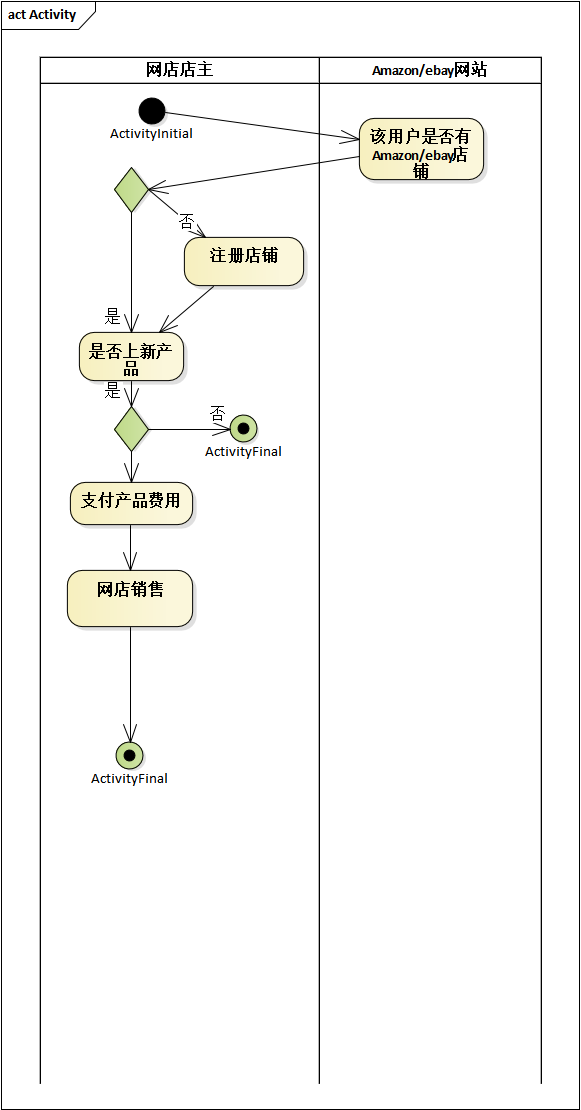 act Activity
网店店主
Amazon/ebay网站
ActivityInitial
该用户是否有
Amazon/ebay店
铺
否
注册店铺
是
是否上新产
品
是
否
ActivityFinal
支付产品费用
网店销售
ActivityFinal